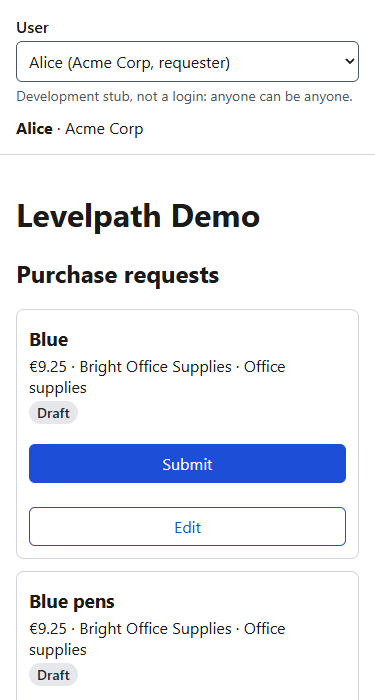 User
Alice (Acme Corp, requester)
Development stub, not a login: anyone can be anyone.
Alice · Acme Corp
Levelpath Demo
Purchase requests
Blue
€9.25 · Bright Office Supplies · Office
supplies
Draft
Submit
Edit
Blue pens
€9.25 · Bright Office Supplies · Office
supplies
Draft